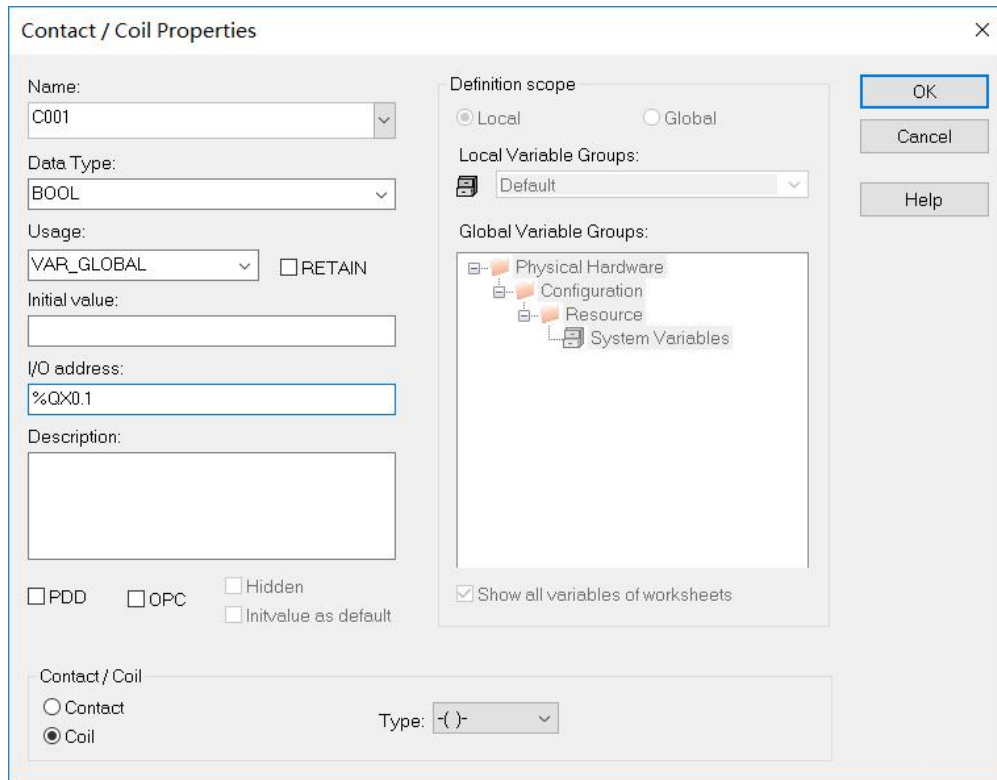 Contact / Coil Properties
Name:
C001
Data Type:
BOOL
Usage:
VAR_GLOBAL
RETAIN
Initial value:
I/O address:
%QX0.1
Description:
PDD
OPC
Hidden
Initvalue as default
Definition scope
Local
Global
Local Variable Groups:
Default
Global Variable Groups:
Physical Hardware
Configuration
Resource
System Variables
Show all variables of worksheets
OK
Cancel
Help
Contact / Coil
Contact
Coil
Type:
-( )-